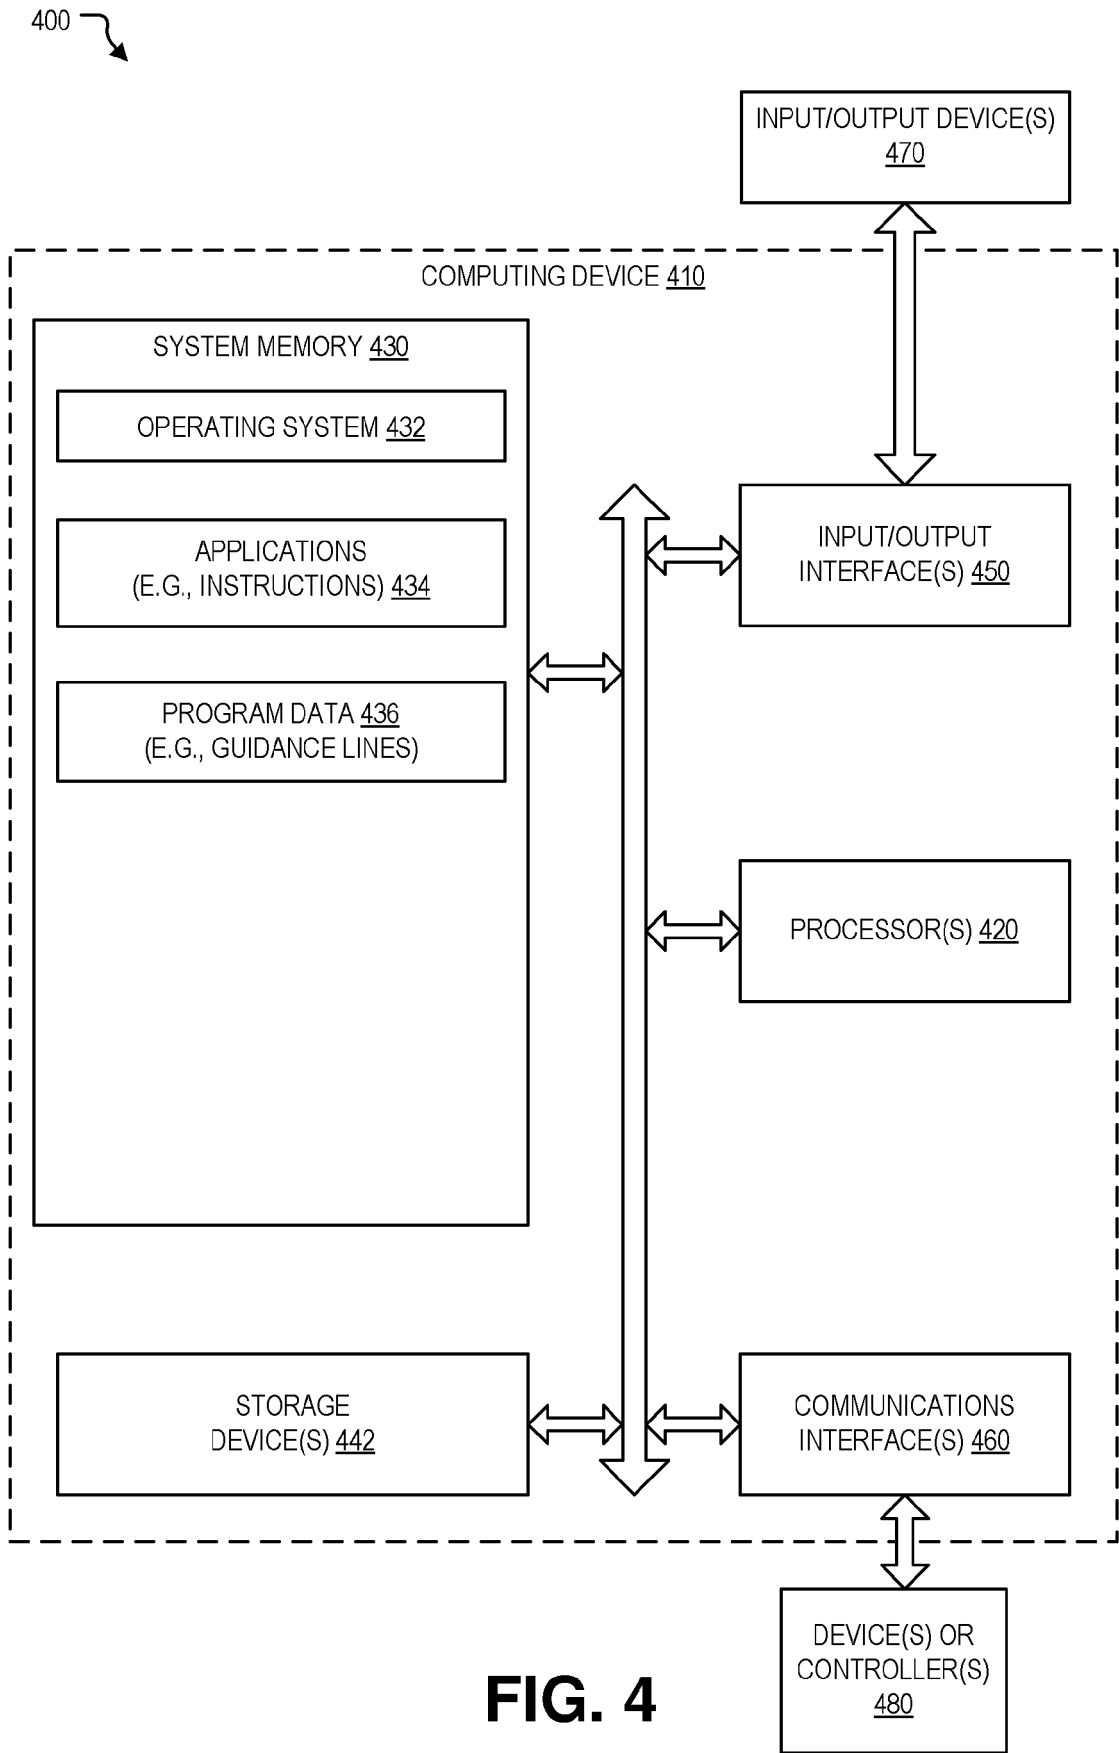 400
INPUT/OUTPUT DEVICE(S)
470
COMPUTING DEVICE 410
SYSTEM MEMORY 430
OPERATING SYSTEM 432
APPLICATIONS
(E.G., INSTRUCTIONS) 434
PROGRAM DATA 436
(E.G., GUIDANCE LINES)
INPUT/OUTPUT
INTERFACE(S) 450
PROCESSOR(S) 420
STORAGE
DEVICE(S) 442
COMMUNICATIONS
INTERFACE(S) 460
DEVICE(S) OR
CONTROLLER(S)
480
FIG. 4